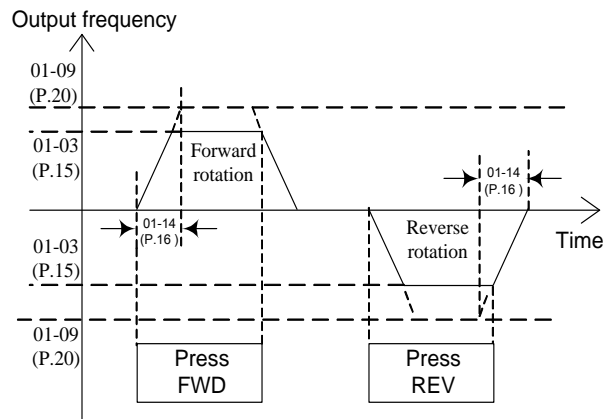 Output frequency
01-09
(P.20)
01-03
(P.15)
Forward
rotation
01-14
(P.16 )
01-14
(P.16 )
Time
01-03
(P.15)
Reverse
rotation
01-09
(P.20)
Press
FWD
Press
REV